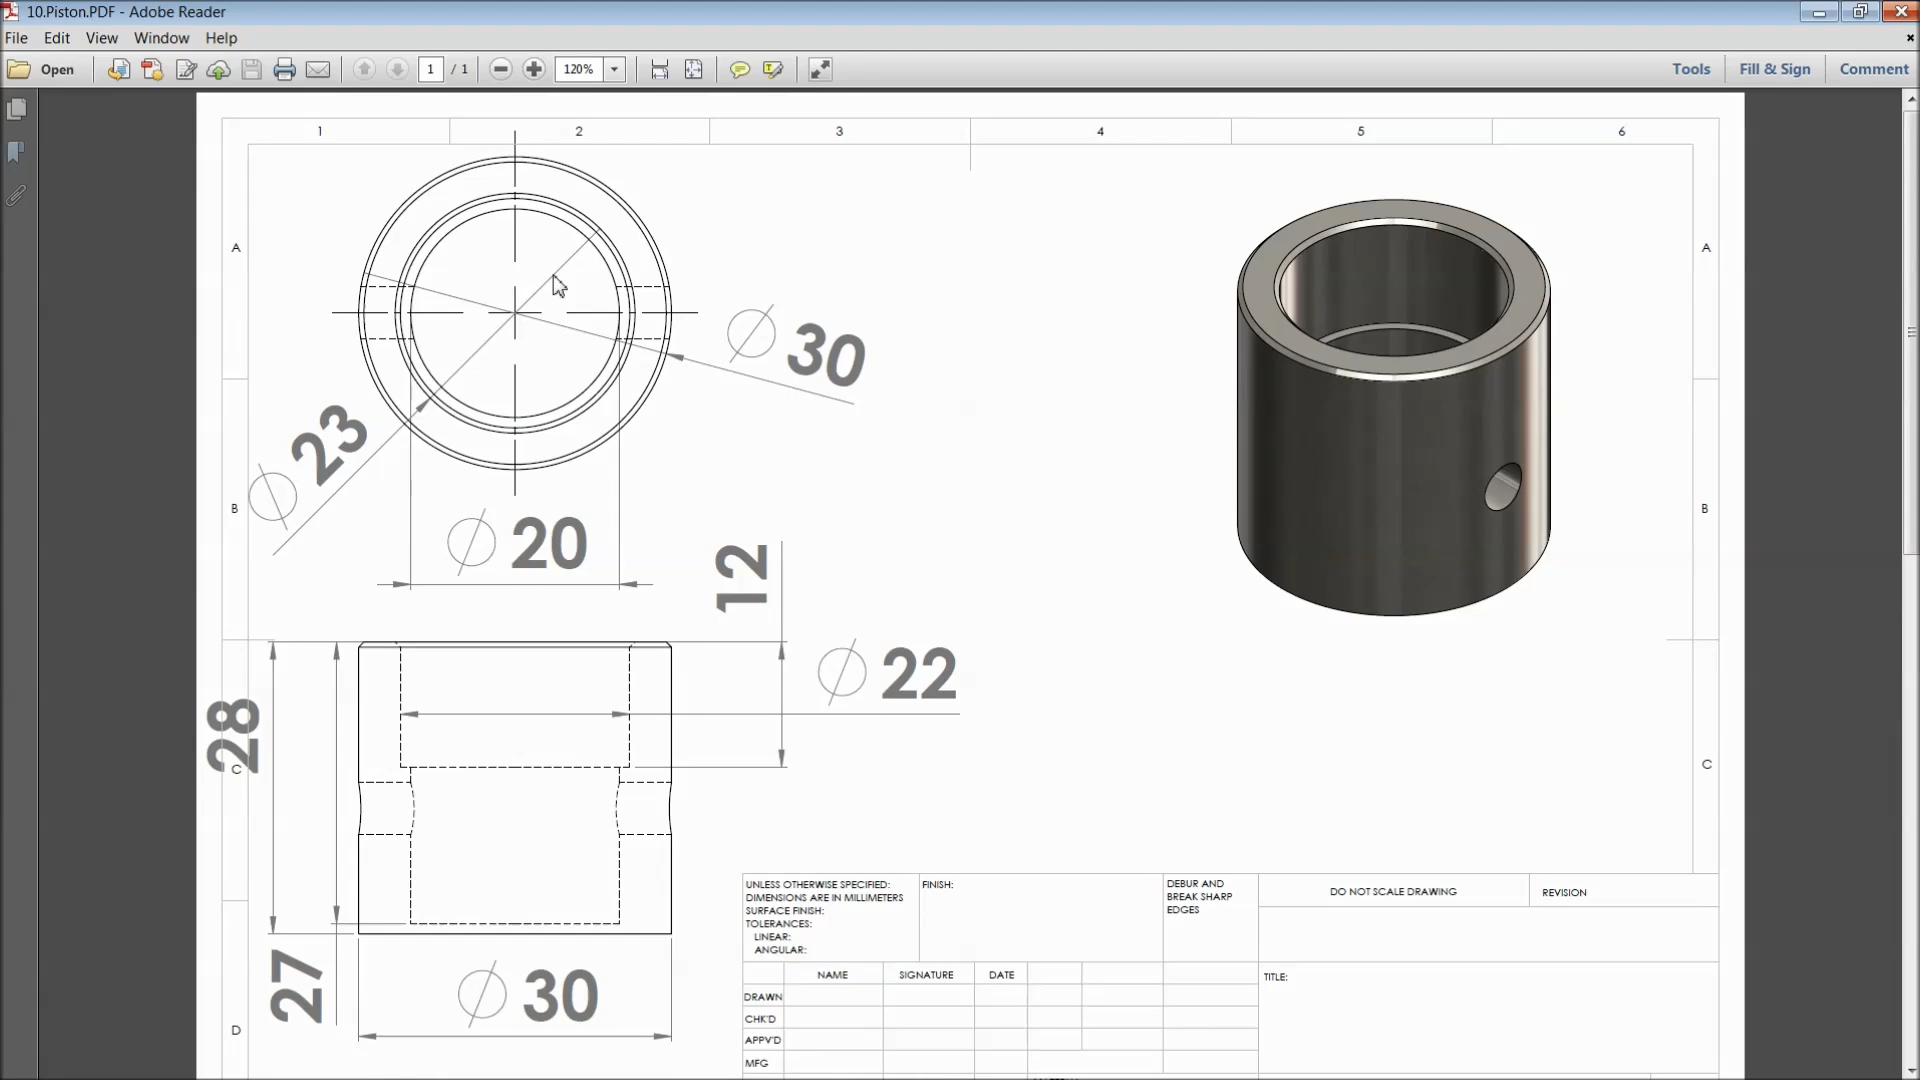 10.Piston.PDF - Adobe Reader
File Edit View Window Help
Open 1 / 1 120% Tools Fill & Sign Comment
1 2 3 4 5 6
A A
∅ 30
∅ 23
B B
∅ 20
12
∅ 22
28
C C
27
∅ 30
D
UNLESS OTHERWISE SPECIFIED:
DIMENSIONS ARE IN MILLIMETERS
SURFACE FINISH:
TOLERANCES:
LINEAR:
ANGULAR:
FINISH:
DEBUR AND
BREAK SHARP
EDGES
DO NOT SCALE DRAWING
REVISION
NAME SIGNATURE DATE
TITLE:
DRAWN
CHK'D
APPV'D
MFG